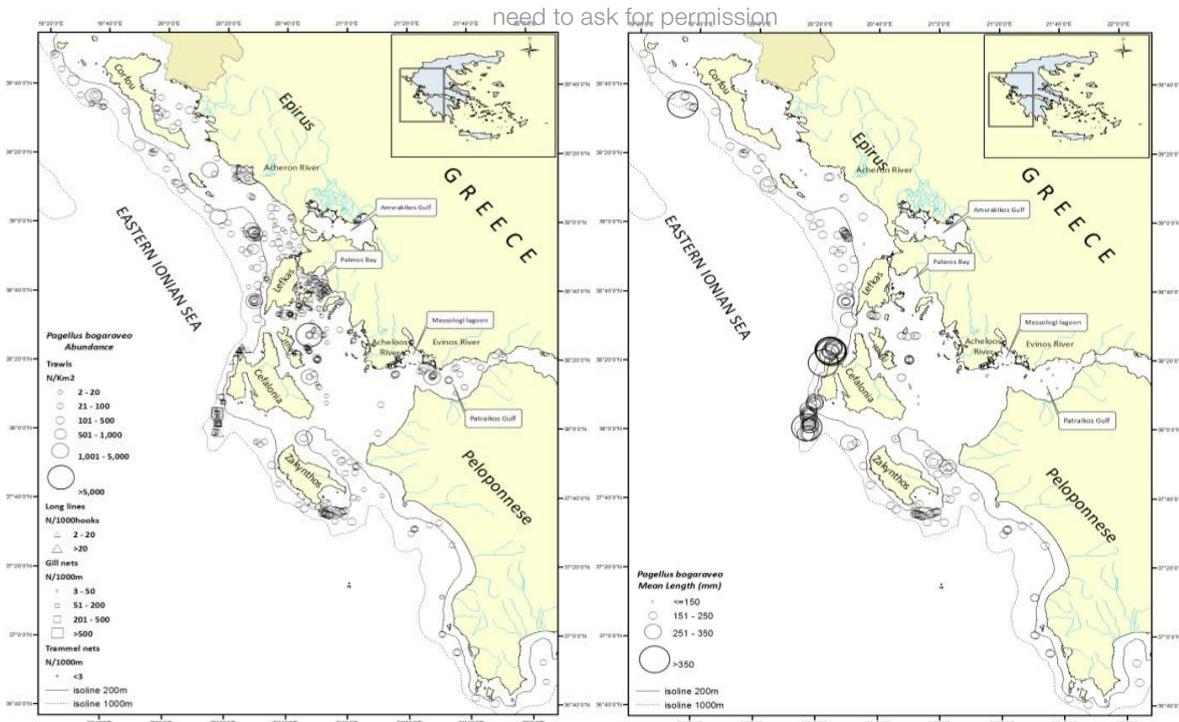 need to ask for permission
Corfou
Epirus
Acheron River
GREECE
Amvrakikos Gulf
EASTERN IONIAN SEA
Lefkas
Paleros Bay
Messologi lagoon
Acheloos River
Evinos River
Cefalonia
Patraikos Gulf
Zakynthos
Peloponnese
Pagellus bogaraveo
Abundance
Trawls
N/Km2
2 - 20
21 - 100
101 - 500
501 - 1,000
1,001 - 5,000
>5,000
Long lines
N/1000hooks
2 - 20
>20
Gill nets
N/1000m
3 - 50
51 - 200
201 - 500
>500
Trammel nets
N/1000m
<3
isoline 200m
isoline 1000m
Corfou
Epirus
Acheron River
GREECE
Amvrakikos Gulf
EASTERN IONIAN SEA
Lefkas
Paleros Bay
Messologi lagoon
Acheloos River
Evinos River
Cefalonia
Patraikos Gulf
Zakynthos
Peloponnese
Pagellus bogaraveo
Mean Length (mm)
<=150
151 - 250
251 - 350
>350
isoline 200m
isoline 1000m